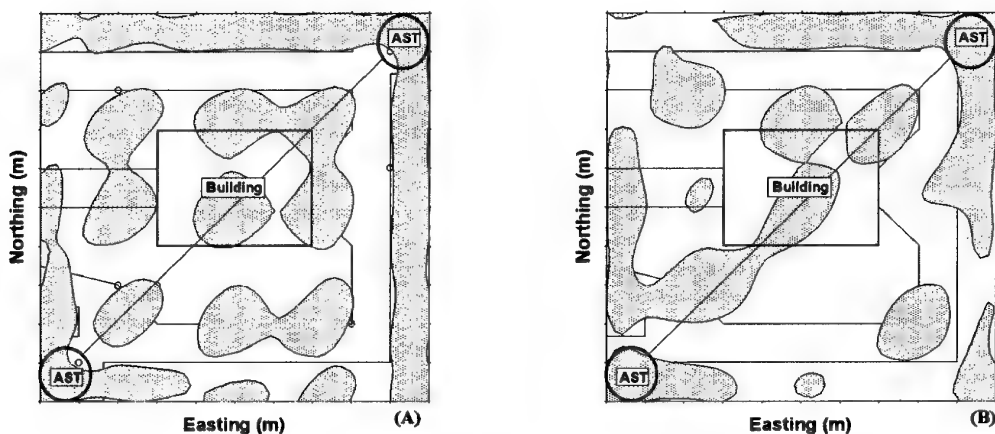 AST
Building
AST
Northing (m)
Easting (m)
(A)
AST
Building
AST
Northing (m)
Easting (m)
(B)